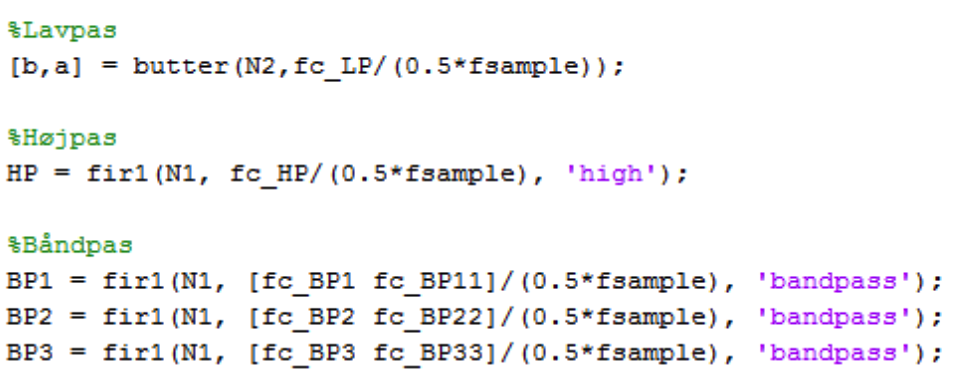 %Lavpas
[b,a] = butter(N2,fc_LP/(0.5*fsample));
%Højpas
HP = fir1(N1, fc_HP/(0.5*fsample), 'high');
%Båndpas
BP1 = fir1(N1, [fc_BP1 fc_BP11]/(0.5*fsample), 'bandpass');
BP2 = fir1(N1, [fc_BP2 fc_BP22]/(0.5*fsample), 'bandpass');
BP3 = fir1(N1, [fc_BP3 fc_BP33]/(0.5*fsample), 'bandpass');